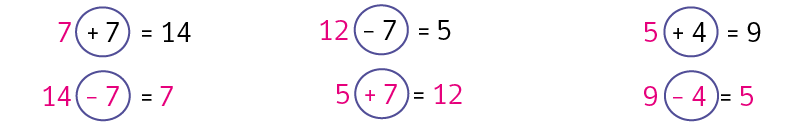 7 + 7 = 14
14 − 7 = 7
12 − 7 = 5
5 + 7 = 12
5 + 4 = 9
9 − 4 = 5